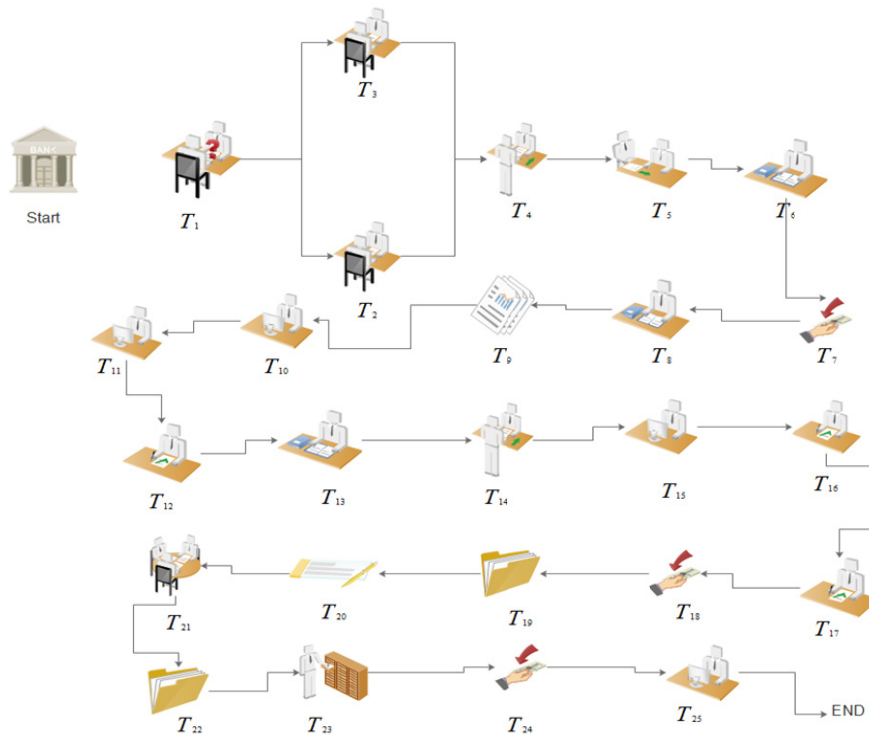 T₃
BANK
?
Start
T₁
T₄
T₅
T₆
T₂
T₁₁
T₁₀
T₉
T₈
T₇
T₁₂
T₁₃
T₁₄
T₁₅
T₁₆
T₂₁
T₂₀
T₁₉
T₁₈
T₁₇
T₂₂
T₂₃
T₂₄
T₂₅
END